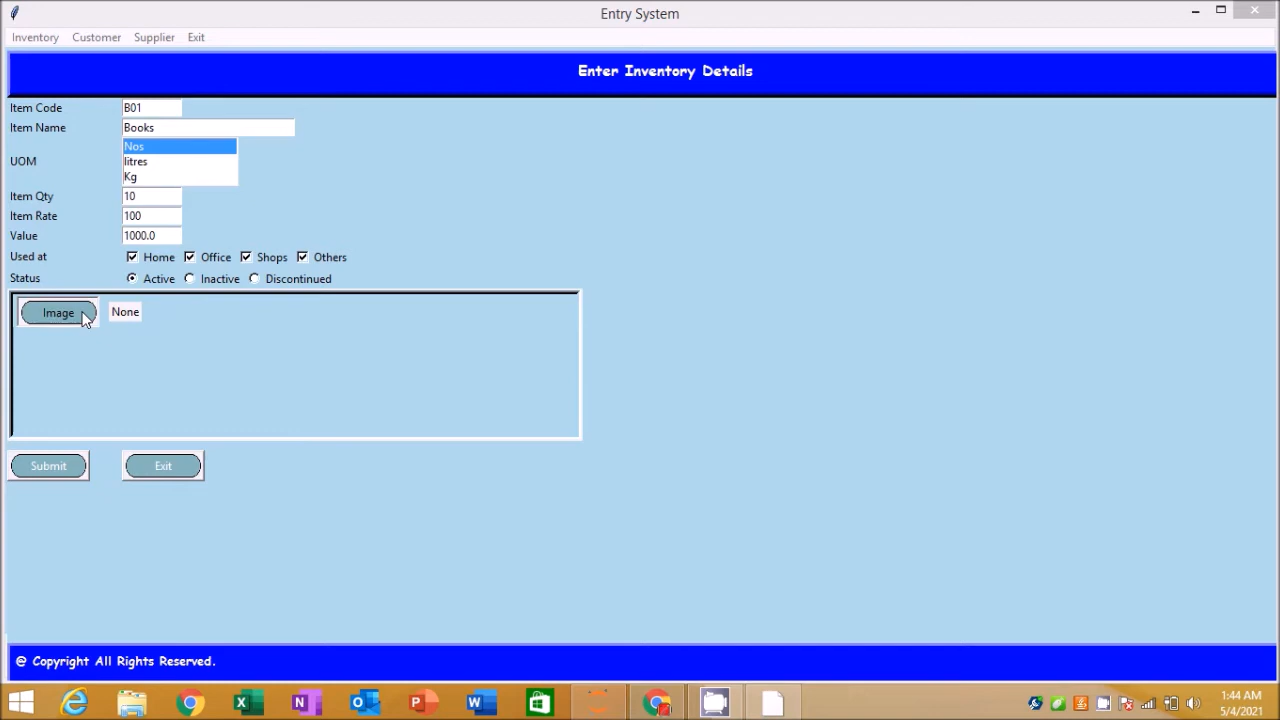 Entry System
Inventory Customer Supplier Exit
Enter Inventory Details
Item Code B01
Item Name Books
UOM Nos
litres
Kg
Item Qty 10
Item Rate 100
Value 1000.0
Used at Home Office Shops Others
Status Active Inactive Discontinued
Image None
Submit Exit
@ Copyright All Rights Reserved.
1:44 AM
5/4/2021